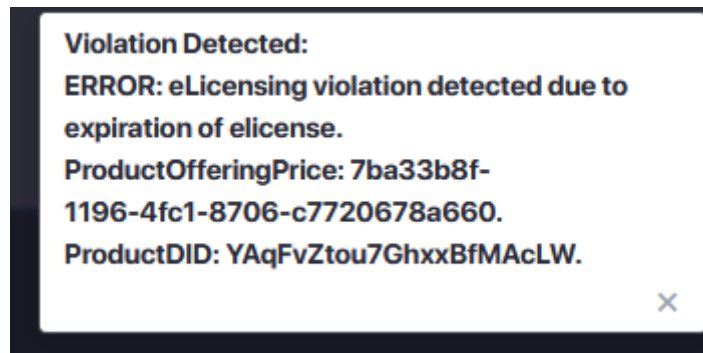 Violation Detected:
ERROR: eLicensing violation detected due to
expiration of elicense.
ProductOfferingPrice: 7ba33b8f-
1196-4fc1-8706-c7720678a660.
ProductDID: YAqFvZtou7GhxxBfMAcLW.